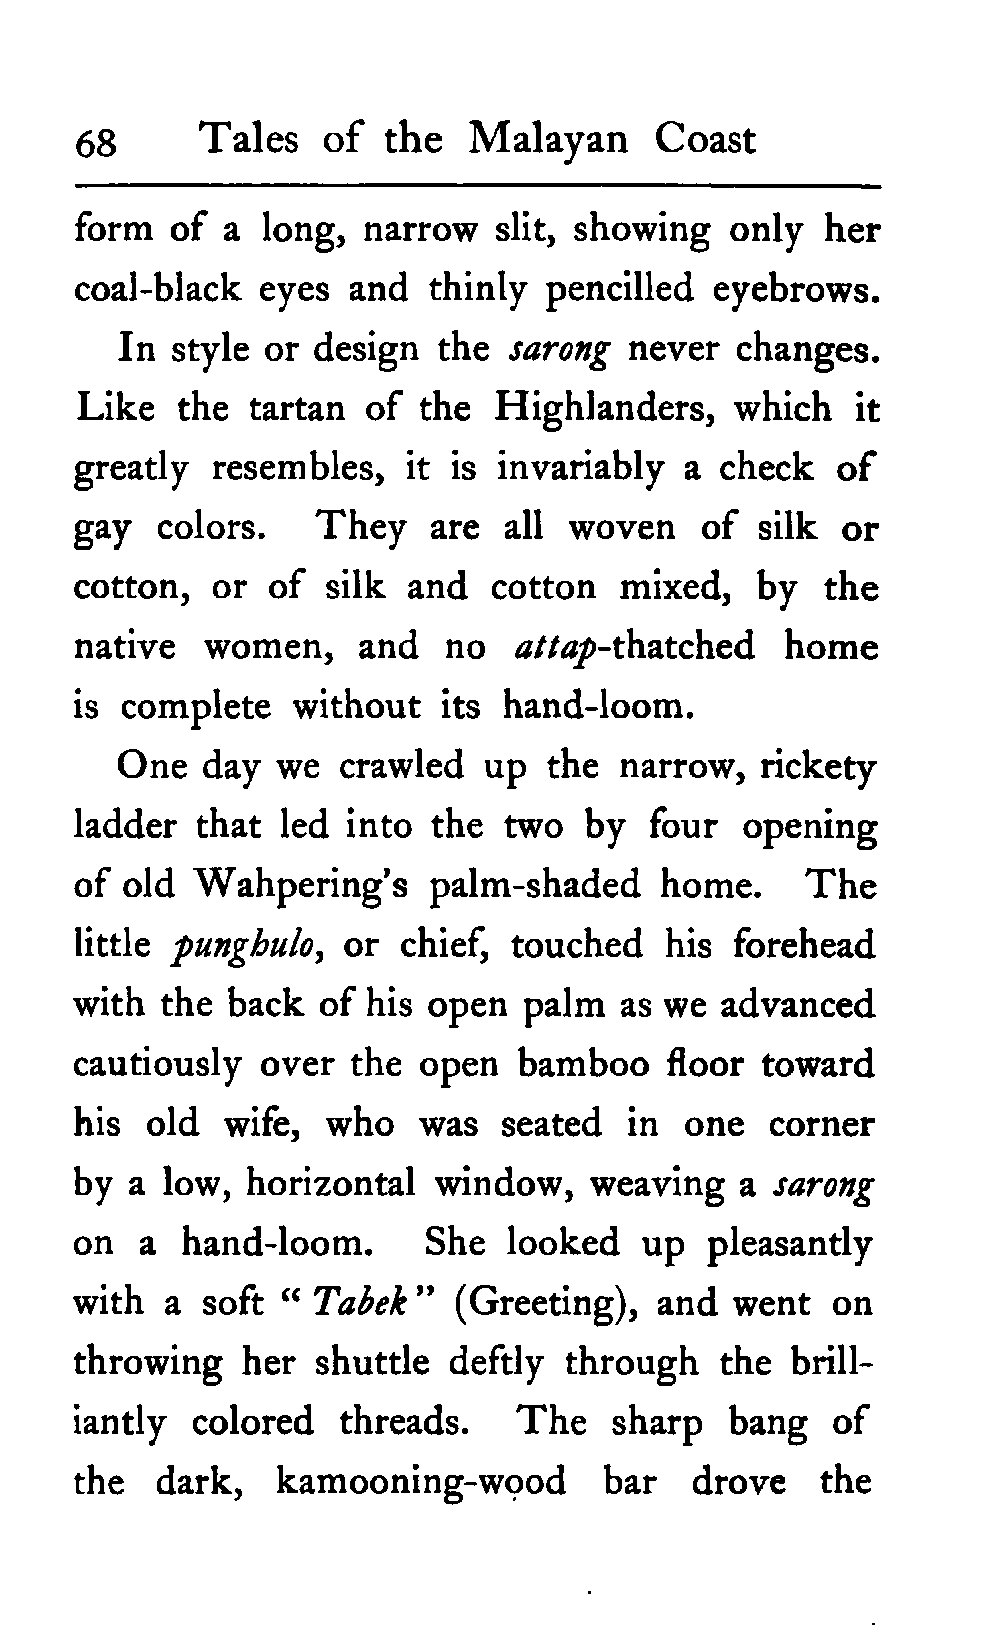 68 Tales of the Malayan Coast
form of a long, narrow slit, showing only her
coal-black eyes and thinly pencilled eyebrows.
In style or design the sarong never changes.
Like the tartan of the Highlanders, which it
greatly resembles, it is invariably a check of
gay colors. They are all woven of silk or
cotton, or of silk and cotton mixed, by the
native women, and no attap-thatched home
is complete without its hand-loom.
One day we crawled up the narrow, rickety
ladder that led into the two by four opening
of old Wahpering's palm-shaded home. The
little punghulo, or chief, touched his forehead
with the back of his open palm as we advanced
cautiously over the open bamboo floor toward
his old wife, who was seated in one corner
by a low, horizontal window, weaving a sarong
on a hand-loom. She looked up pleasantly
with a soft "Tabek" (Greeting), and went on
throwing her shuttle deftly through the brill-
iantly colored threads. The sharp bang of
the dark, kamooning-wood bar drove the